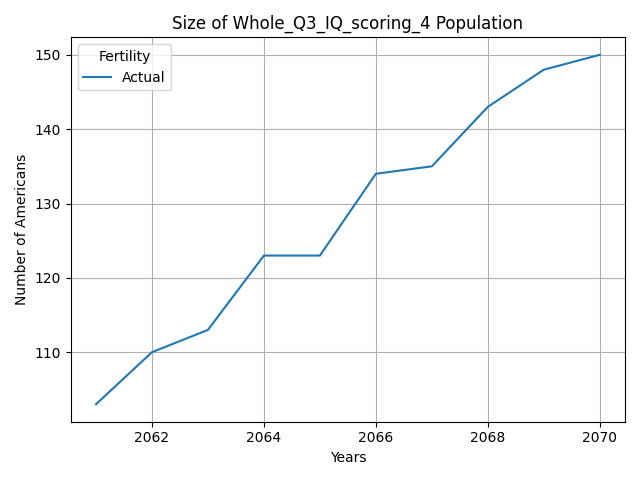 Size of Whole_Q3_IQ_scoring_4 Population
Fertility
Actual
150
140
130
120
110
Number of Americans
2062 2064 2066 2068 2070
Years